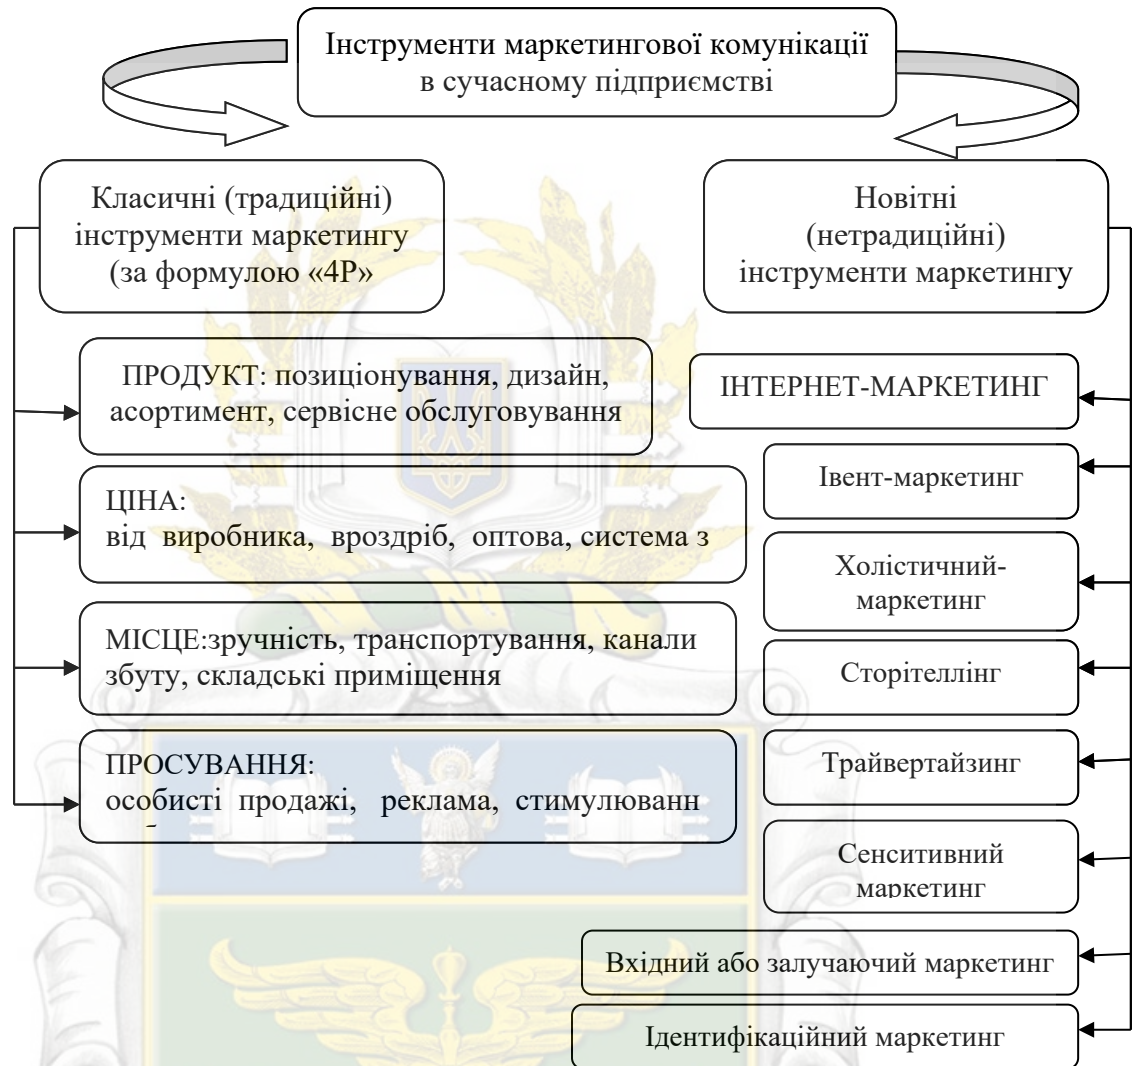 Інструменти маркетингової комунікації
в сучасному підприємстві
Класичні (традиційні)
інструменти маркетингу
(за формулою «4Р»
Новітні
(нетрадиційні)
інструменти маркетингу
ПРОДУКТ: позиціонування, дизайн,
асортимент, сервісне обслуговування
ЦІНА:
від виробника, вроздріб, оптова, система з
МІСЦЕ:зручність, транспортування, канали
збуту, складські приміщення
ПРОСУВАННЯ:
особисті продажі, реклама, стимулюванн
ІНТЕРНЕТ-МАРКЕТИНГ
Івент-маркетинг
Холістичний-
маркетинг
Сторітеллінг
Трайвертайзинг
Сенситивний
маркетинг
Вхідний або залучаючий маркетинг
Ідентифікаційний маркетинг